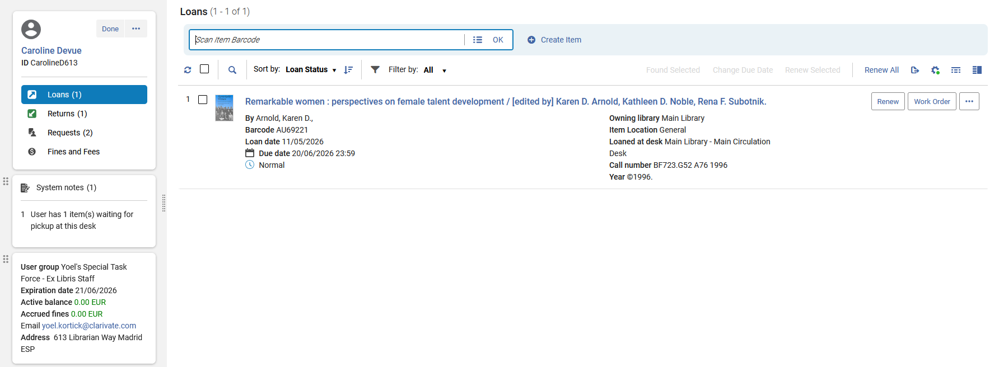 Done
Caroline Devue
ID CarolineD613
Loans (1)
Returns (1)
Requests (2)
Fines and Fees
System notes (1)
1 User has 1 item(s) waiting for
pickup at this desk
User group Yoel's Special Task
Force - Ex Libris Staff
Expiration date 21/06/2026
Active balance 0.00 EUR
Accrued fines 0.00 EUR
Email yoel.kortick@clarivate.com
Address 613 Librarian Way Madrid
ESP
Loans (1 - 1 of 1)
Scan Item Barcode OK Create Item
Sort by: Loan Status Filter by: All Found Selected Change Due Date Renew Selected Renew All
1 Remarkable women : perspectives on female talent development / [edited by] Karen D. Arnold, Kathleen D. Noble, Rena F. Subotnik. Renew Work Order
By Arnold, Karen D.,
Barcode AU69221
Loan date 11/05/2026
Due date 20/06/2026 23:59
Normal
Owning library Main Library
Item Location General
Loaned at desk Main Library - Main Circulation
Desk
Call number BF723.G52 A76 1996
Year ©1996.